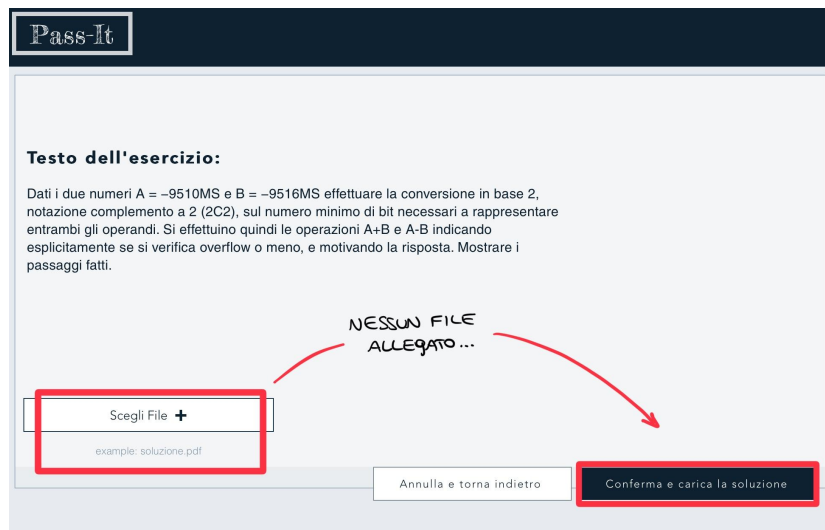 Pass-It
Testo dell'esercizio:
Dati i due numeri A = −9510MS e B = −9516MS effettuare la conversione in base 2,
notazione complemento a 2 (2C2), sul numero minimo di bit necessari a rappresentare
entrambi gli operandi. Si effettuino quindi le operazioni A+B e A-B indicando
esplicitamente se si verifica overflow o meno, e motivando la risposta. Mostrare i
passaggi fatti.
NESSUN FILE
ALLEGATO...
Scegli File +
example: soluzione.pdf
Annulla e torna indietro
Conferma e carica la soluzione